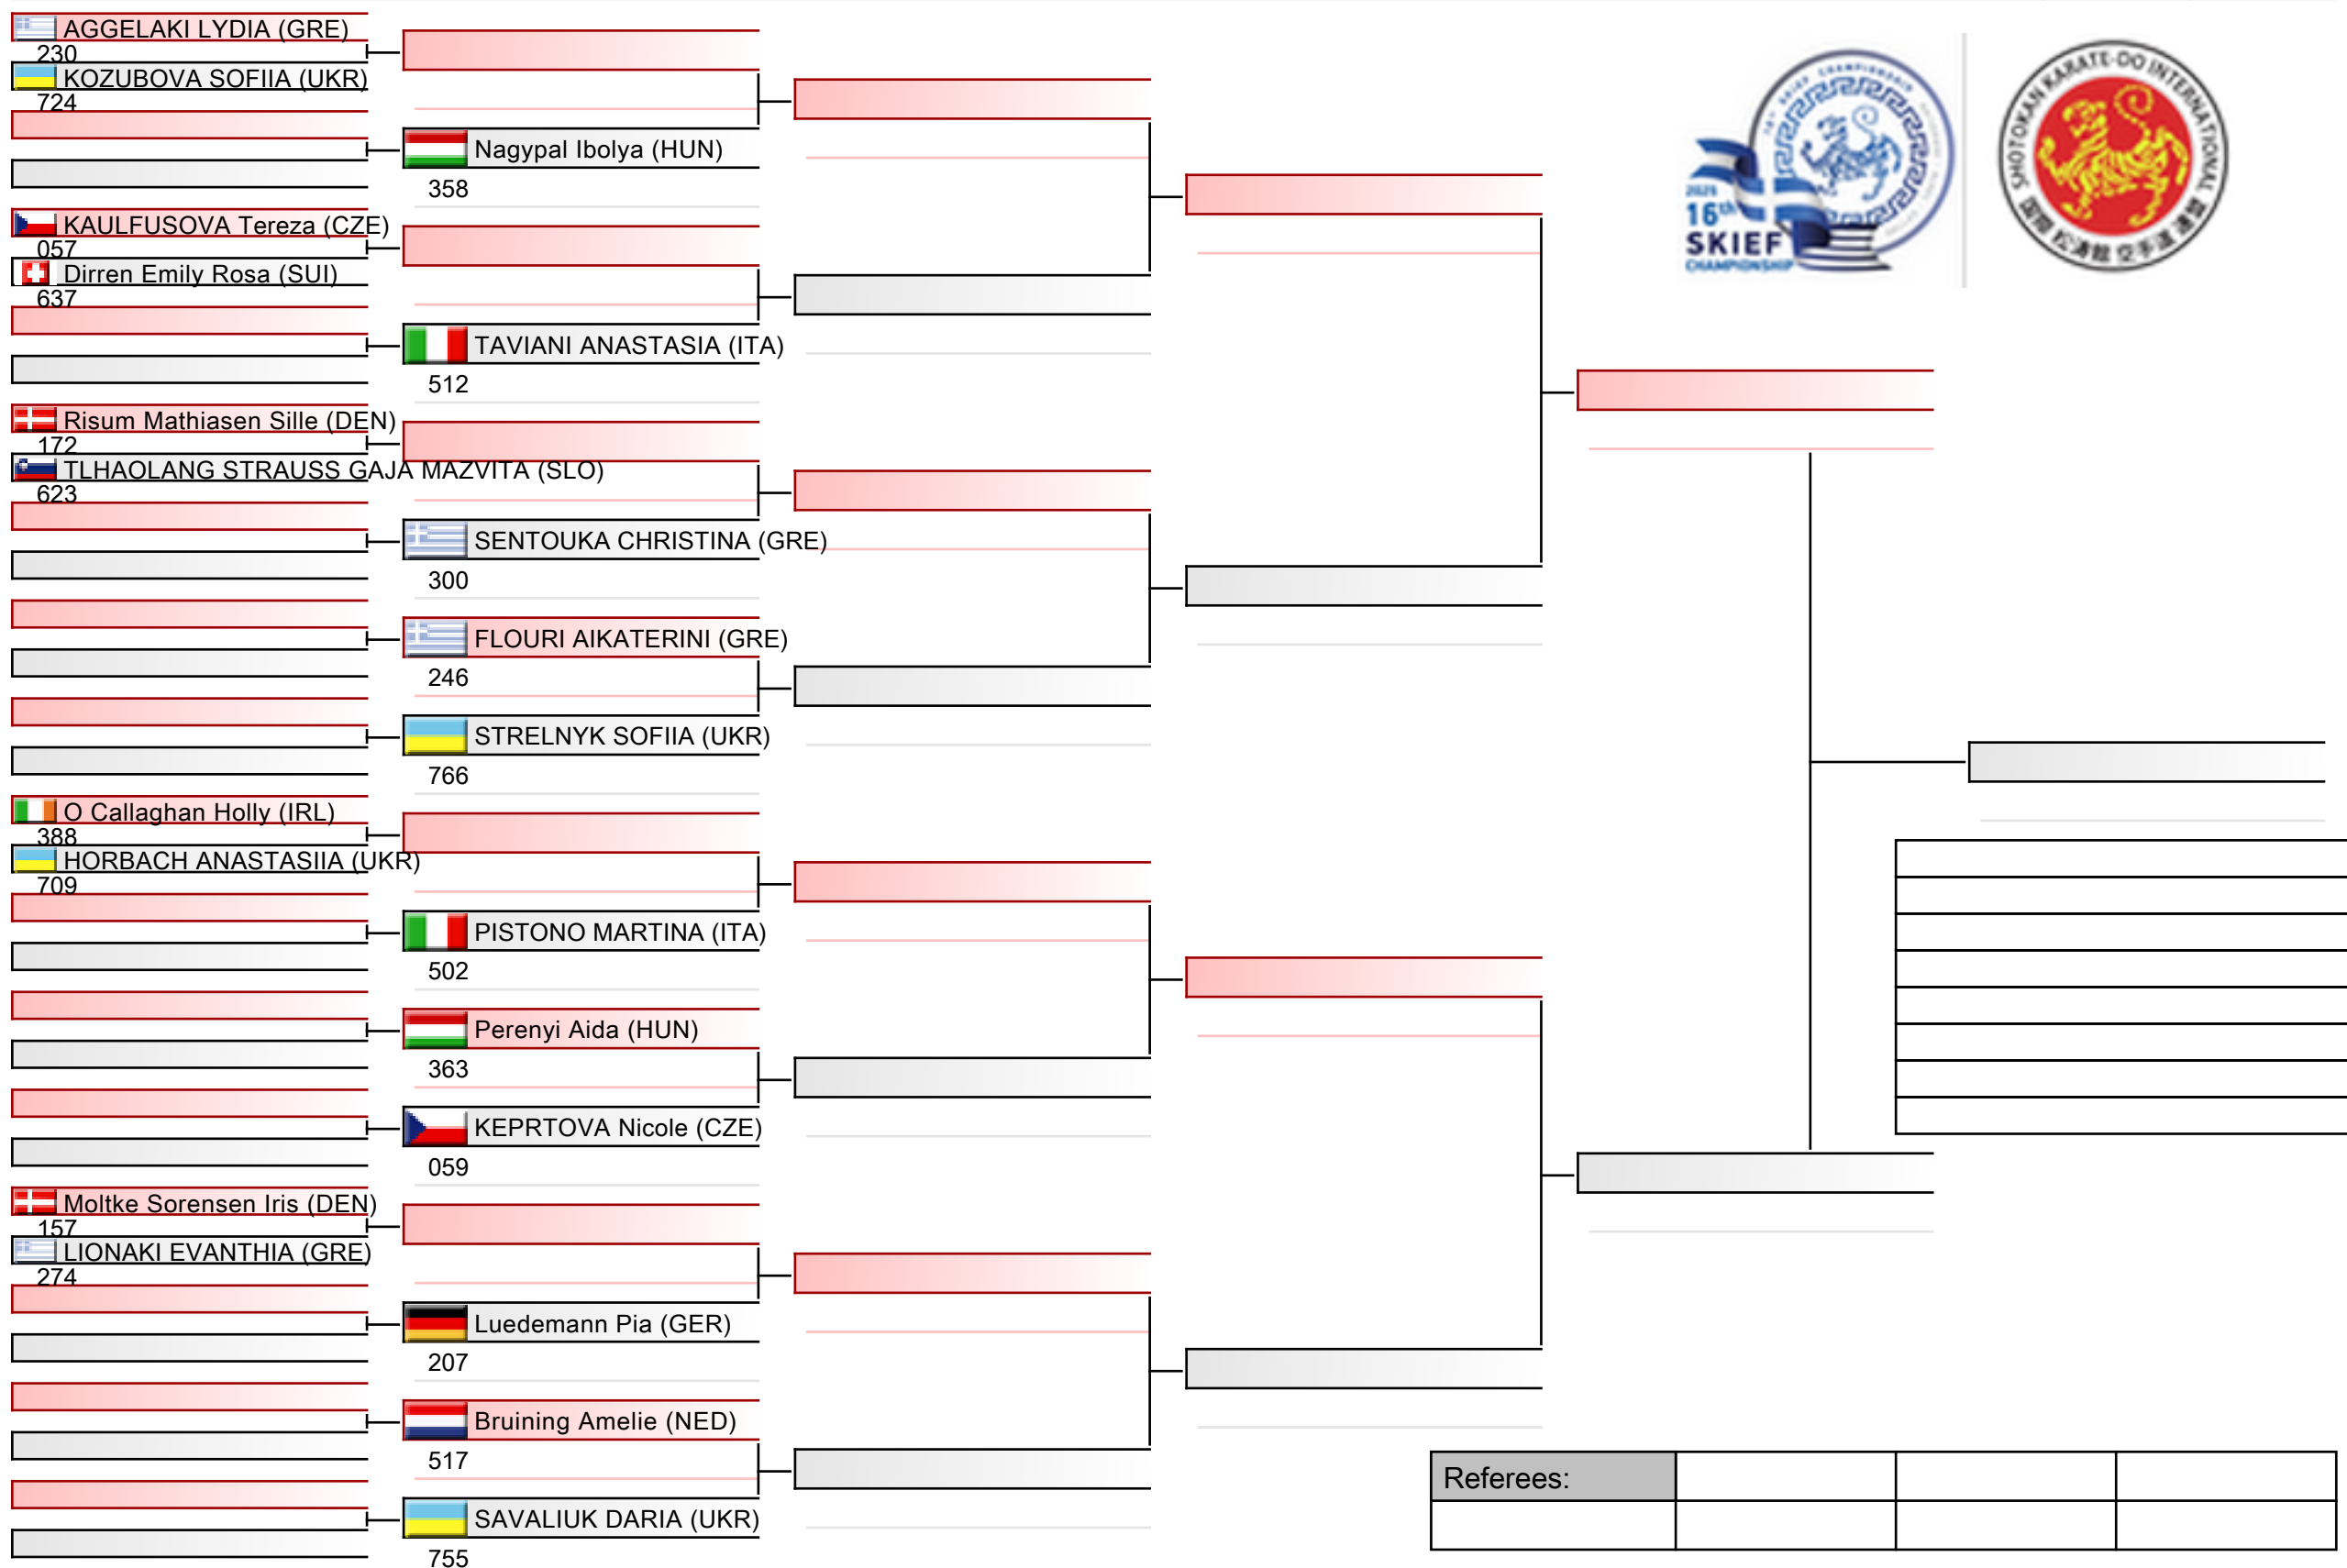 AGGELAKI LYDIA (GRE)
230
KOZUBOVA SOFIIA (UKR)
724
Nagypal Ibolya (HUN)
358
KAULFUSOVA Tereza (CZE)
057
Dirren Emily Rosa (SUI)
637
TAVIANI ANASTASIA (ITA)
512
Risum Mathiasen Sille (DEN)
172
TLHAOLANG STRAUSS GAJA MAZVITA (SLO)
623
SENTOUKA CHRISTINA (GRE)
300
FLOURI AIKATERINI (GRE)
246
STRELNYK SOFIIA (UKR)
766
O Callaghan Holly (IRL)
388
HORBACH ANASTASIIA (UKR)
709
PISTONO MARTINA (ITA)
502
Perenyi Aida (HUN)
363
KEPRTOVA Nicole (CZE)
059
Moltke Sorensen Iris (DEN)
157
LIONAKI EVANTHIA (GRE)
274
Luedemann Pia (GER)
207
Bruining Amelie (NED)
517
SAVALIUK DARIA (UKR)
755
16th
SKIEF
CHAMPIONSHIP
SHOTOKAN KARATE-DO INTERNATIONAL
Referees: